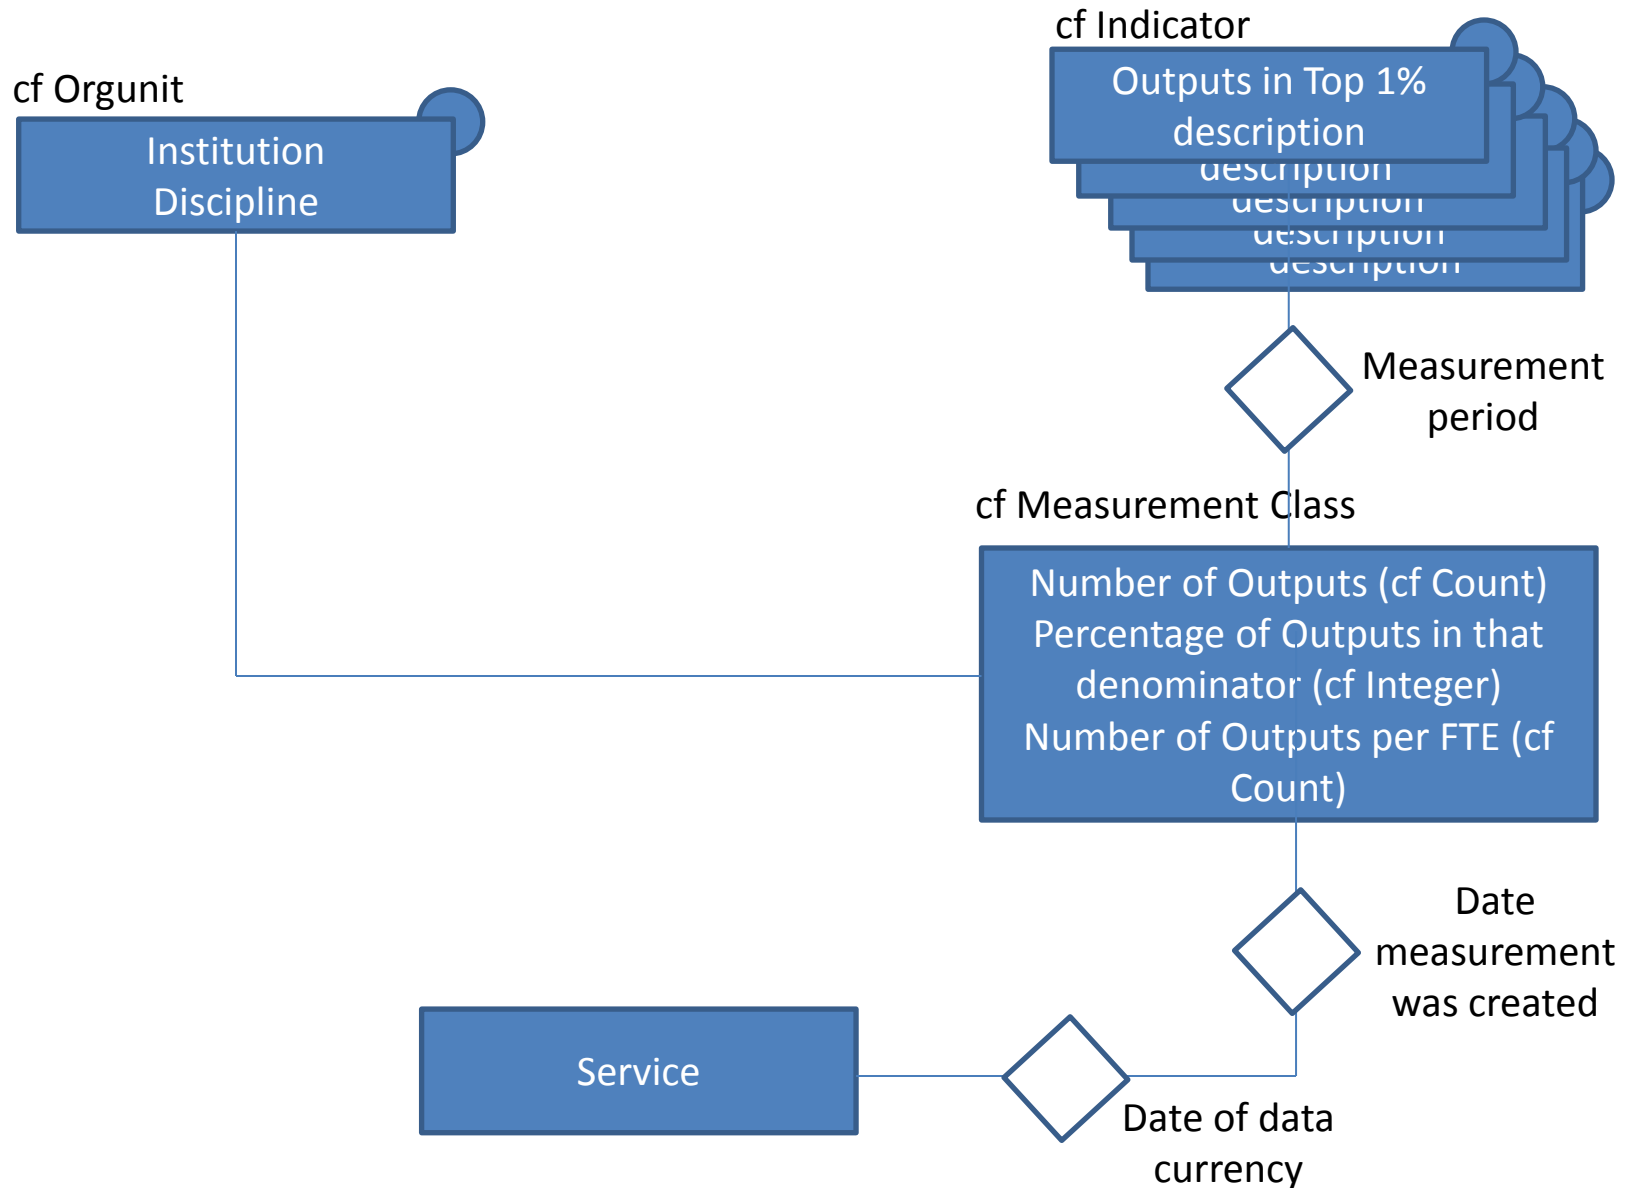 cf Indicator
Outputs in Top 1%
description
description
description
description
description
cf Orgunit
Institution
Discipline
Measurement
period
cf Measurement Class
Number of Outputs (cf Count)
Percentage of Outputs in that
denominator (cf Integer)
Number of Outputs per FTE (cf
Count)
Date
measurement
was created
Service
Date of data
currency